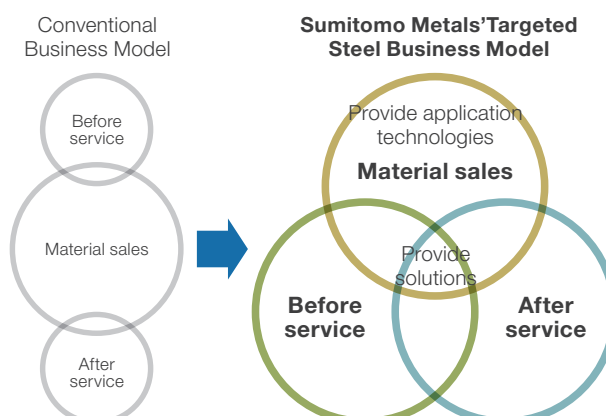 Conventional
Business Model
Before
service
Material sales
After
service
Sumitomo Metals'Targeted
Steel Business Model
Provide application
technologies
Material sales
Provide
solutions
Before
service
After
service